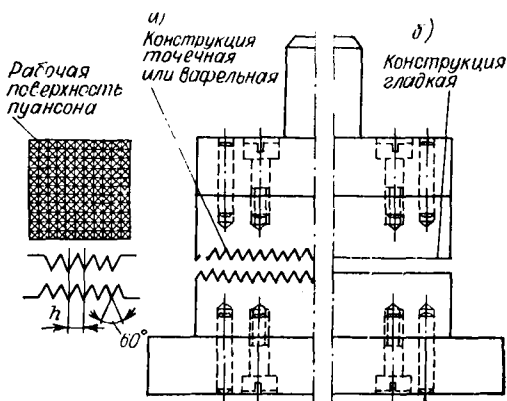 а)
Конструкция
точечная
или вафельная
б)
Конструкция
гладкая
Рабочая
поверхность
пуансона
h
60°